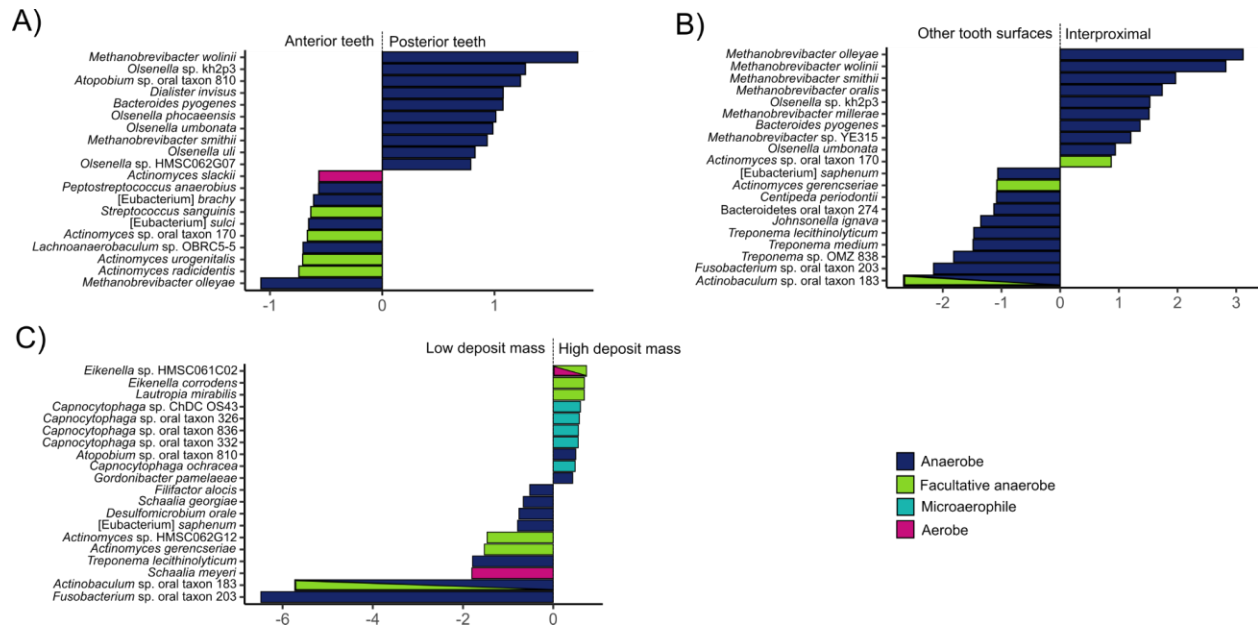 A)
Anterior teeth Posterior teeth
Methanobrevibacter wolinii
Olsenella sp. kh2p3
Atopobium sp. oral taxon 810
Dialister invisus
Bacteroides pyogenes
Olsenella phocaeensis
Olsenella umbonata
Methanobrevibacter smithii
Olsenella uli
Olsenella sp. HMSC062G07
Actinomyces slackii
Peptostreptococcus anaerobius
[Eubacterium] brachy
Streptococcus sanguinis
[Eubacterium] sulci
Actinomyces sp. oral taxon 170
Lachnoanaerobaculum sp. OBRC5-5
Actinomyces urogenitalis
Actinomyces radicidentis
Methanobrevibacter olleyae
-1 0 1
B)
Other tooth surfaces Interproximal
Methanobrevibacter olleyae
Methanobrevibacter wolinii
Methanobrevibacter smithii
Methanobrevibacter oralis
Olsenella sp. kh2p3
Methanobrevibacter millerae
Bacteroides pyogenes
Methanobrevibacter sp. YE315
Olsenella umbonata
Actinomyces sp. oral taxon 170
[Eubacterium] saphenum
Actinomyces gerencseriae
Centipeda periodontii
Bacteroidetes oral taxon 274
Johnsonella ignava
Treponema lecithinolyticum
Treponema medium
Treponema sp. OMZ 838
Fusobacterium sp. oral taxon 203
Actinobaculum sp. oral taxon 183
-2 -1 0 1 2 3
C)
Low deposit mass High deposit mass
Eikenella sp. HMSC061C02
Eikenella corrodens
Lautropia mirabilis
Capnocytophaga sp. ChDC OS43
Capnocytophaga sp. oral taxon 326
Capnocytophaga sp. oral taxon 836
Capnocytophaga sp. oral taxon 332
Atopobium sp. oral taxon 810
Capnocytophaga ochracea
Gordonibacter pamelaeae
Filifactor alocis
Schaalia georgiae
Desulfomicrobium orale
[Eubacterium] saphenum
Actinomyces sp. HMSC062G12
Actinomyces gerencseriae
Treponema lecithinolyticum
Schaalia meyeri
Actinobaculum sp. oral taxon 183
Fusobacterium sp. oral taxon 203
-6 -4 -2 0
Anaerobe
Facultative anaerobe
Microaerophile
Aerobe